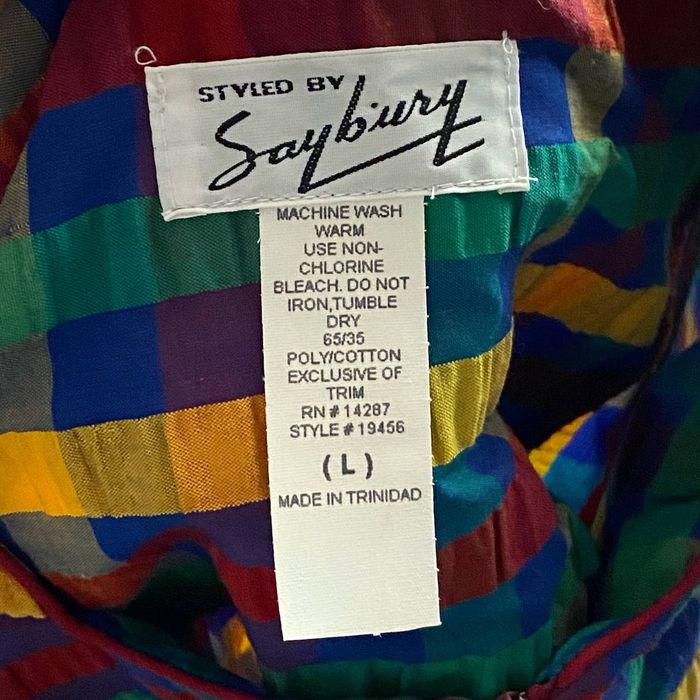 STYLED BY
Saybury
MACHINE WASH
WARM
USE NON-
CHLORINE
BLEACH. DO NOT
IRON,TUMBLE
DRY
65/35
POLY/COTTON
EXCLUSIVE OF
TRIM
RN # 14287
STYLE # 19456
( L )
MADE IN TRINIDAD